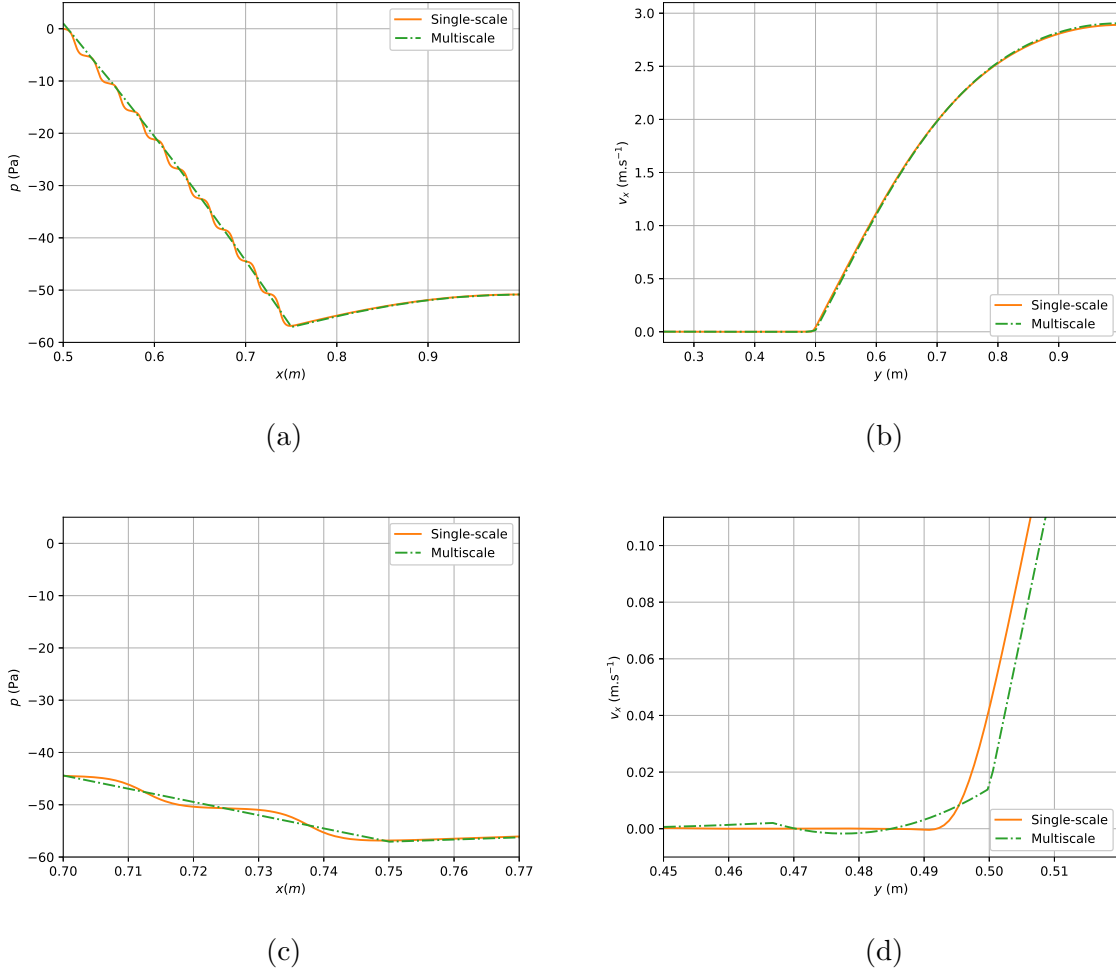 0
−10
−20
−30
−40
−50
−60
p (Pa)
0.5 0.6 0.7 0.8 0.9
x(m)
Single-scale
Multiscale
(a)
3.0
2.5
2.0
1.5
1.0
0.5
0.0
v_x (m.s⁻¹)
0.3 0.4 0.5 0.6 0.7 0.8 0.9
y (m)
Single-scale
Multiscale
(b)
0
−10
−20
−30
−40
−50
−60
p (Pa)
0.70 0.71 0.72 0.73 0.74 0.75 0.76 0.77
x(m)
Single-scale
Multiscale
(c)
0.10
0.08
0.06
0.04
0.02
0.00
v_x (m.s⁻¹)
0.45 0.46 0.47 0.48 0.49 0.50 0.51
y (m)
Single-scale
Multiscale
(d)